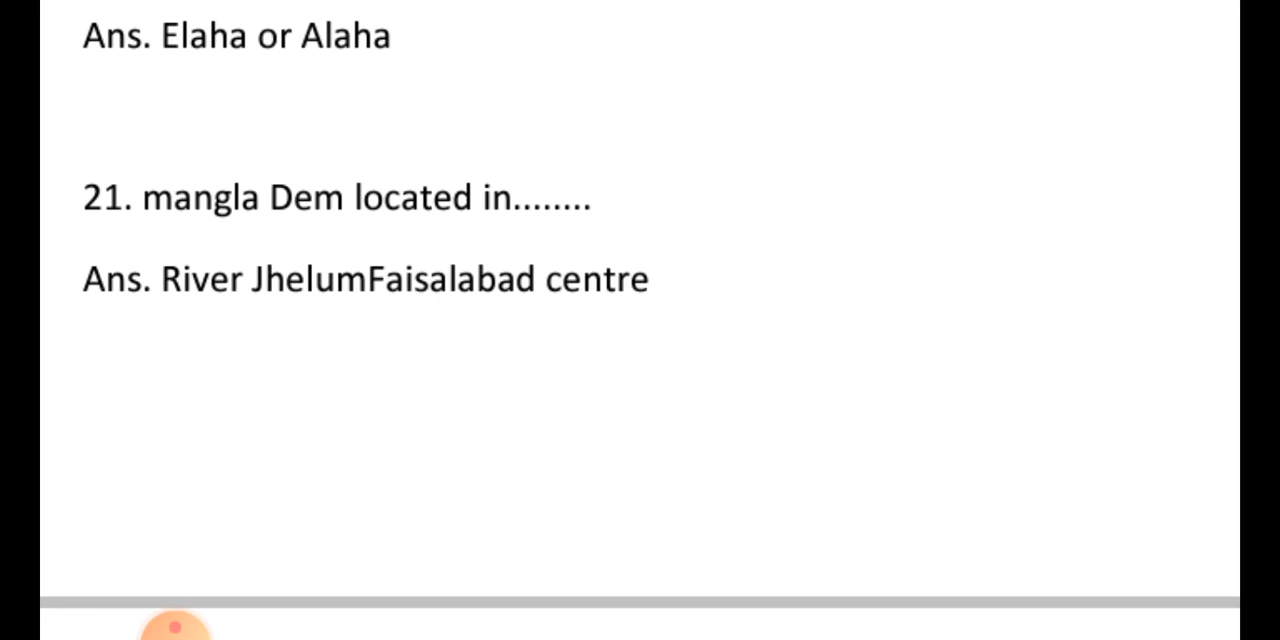 Ans. Elaha or Alaha
21. mangla Dem located in........
Ans. River JhelumFaisalabad centre